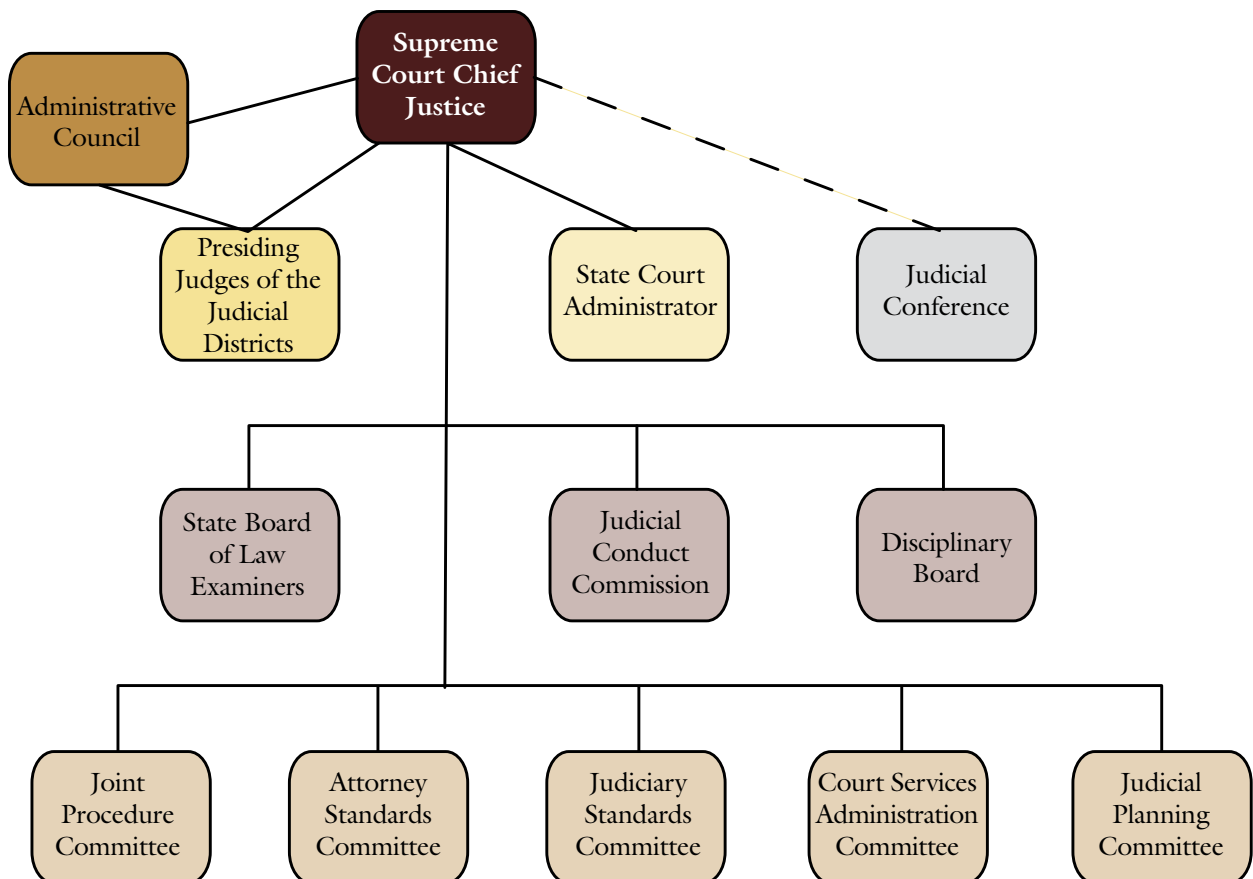 Supreme
Court Chief
Justice
Administrative
Council
Presiding
Judges of the
Judicial
Districts
State Court
Administrator
Judicial
Conference
State Board
of Law
Examiners
Judicial
Conduct
Commission
Disciplinary
Board
Joint
Procedure
Committee
Attorney
Standards
Committee
Judiciary
Standards
Committee
Court Services
Administration
Committee
Judicial
Planning
Committee